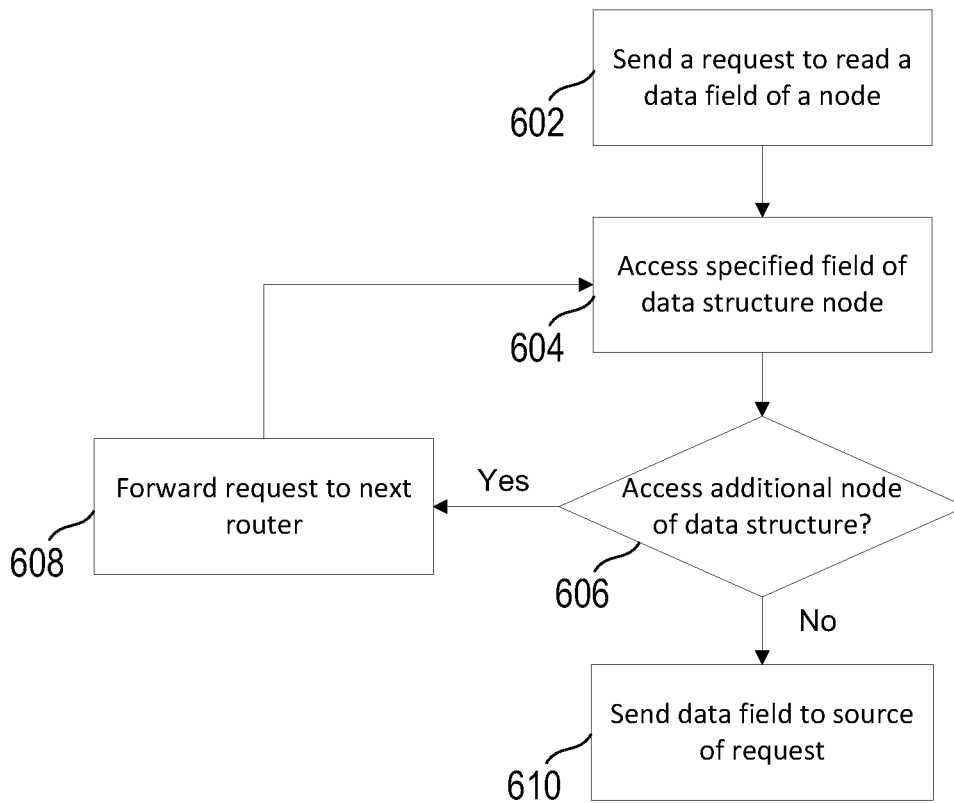 Send a request to read a
data field of a node
602
Access specified field of
data structure node
604
Access additional node
of data structure?
606
Yes
Forward request to next
router
608
No
Send data field to source
of request
610